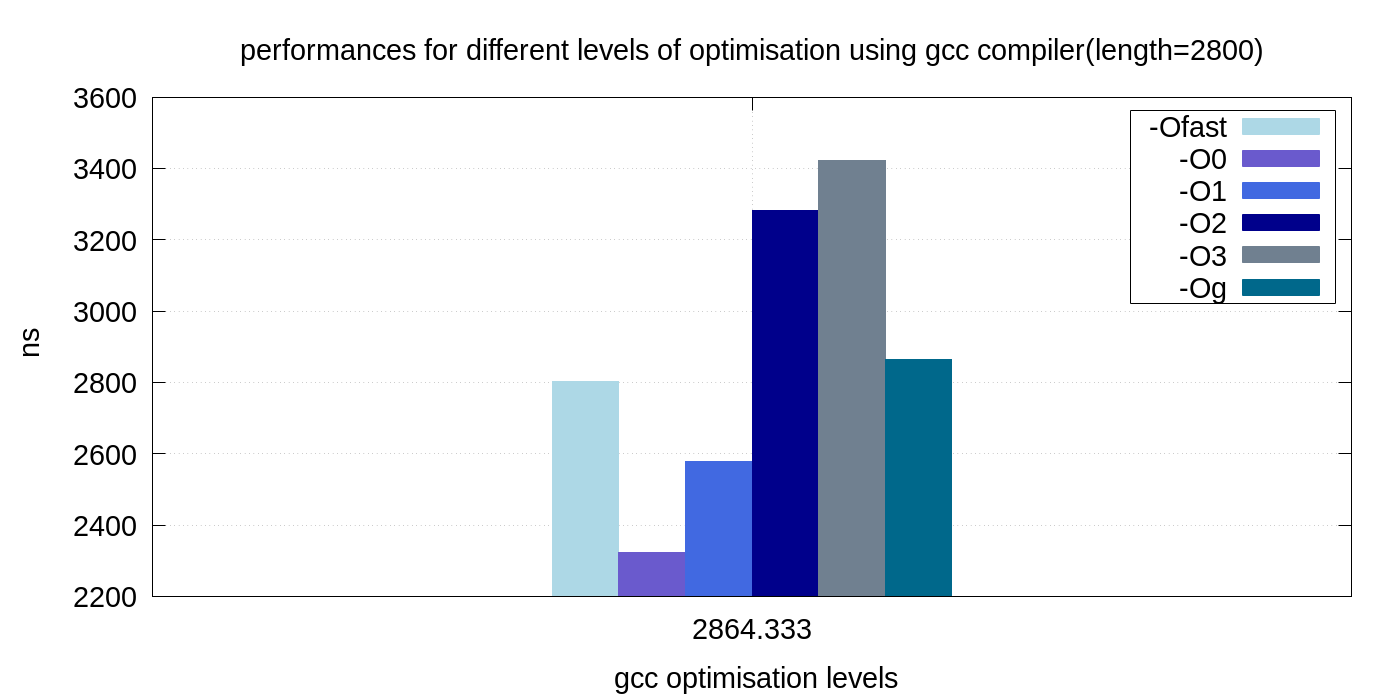 performances for different levels of optimisation using gcc compiler(length=2800)
3600
3400
3200
3000
2800
2600
2400
2200
ns
-Ofast
-O0
-O1
-O2
-O3
-Og
2864.333
gcc optimisation levels